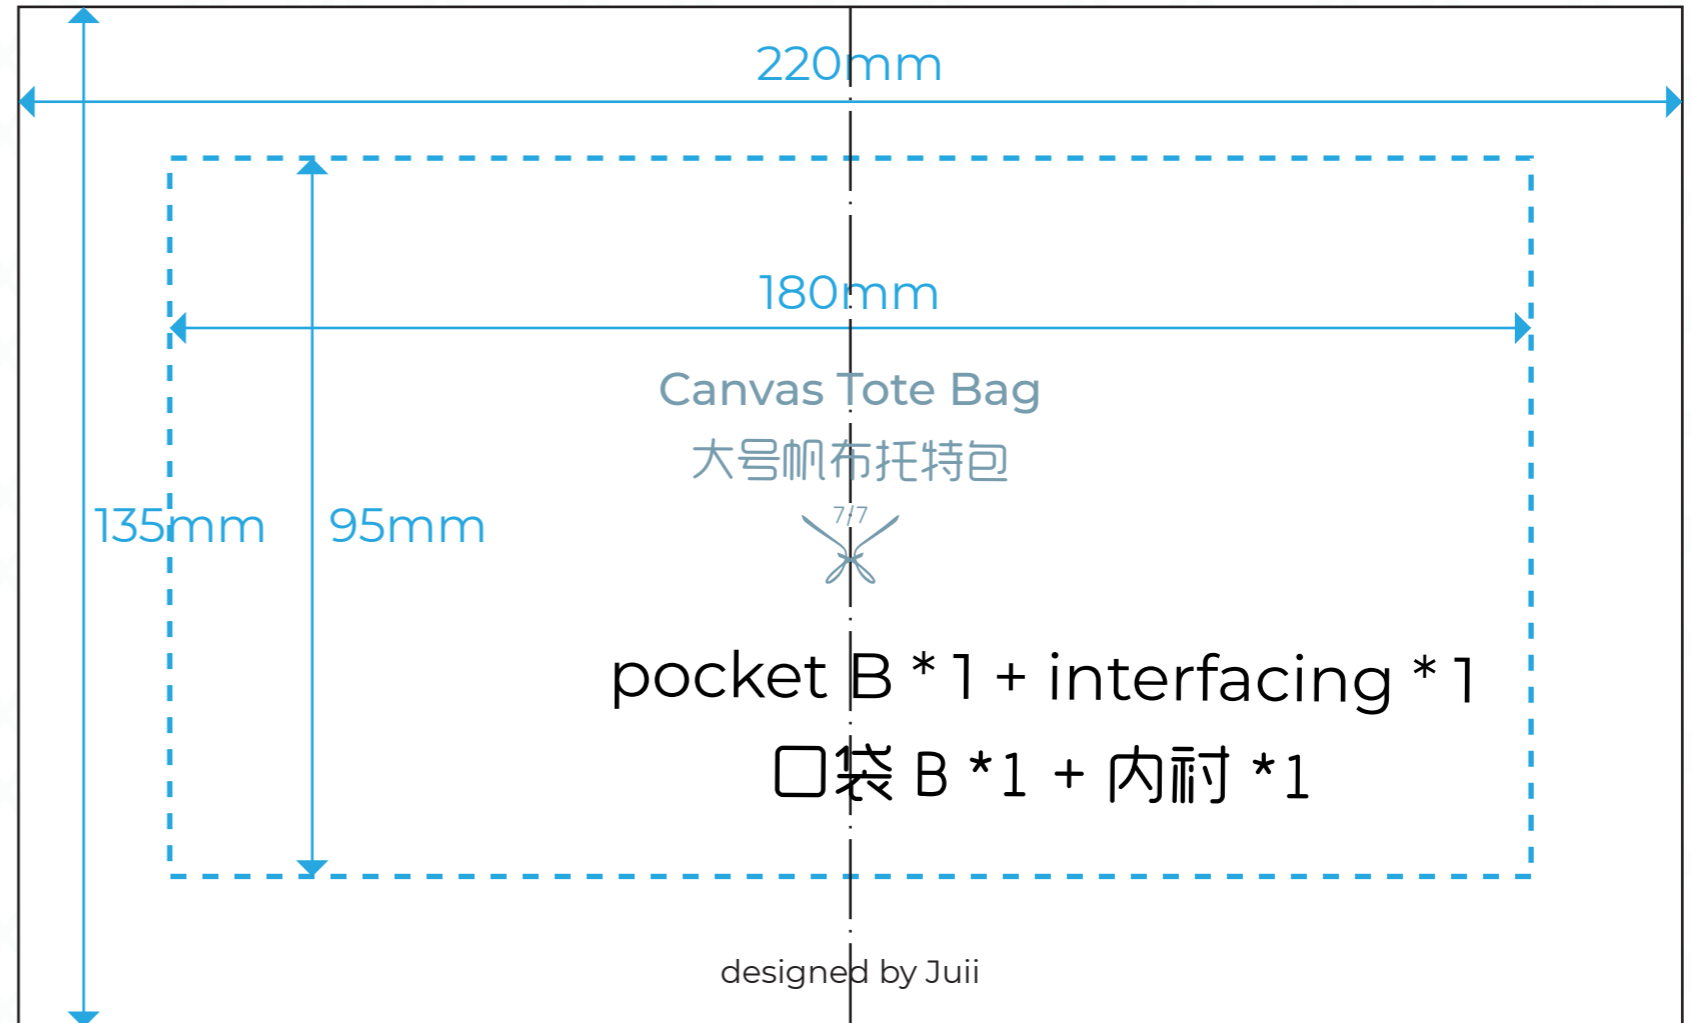 220mm
180mm
Canvas Tote Bag
大号帆布托特包
7/7
135mm
95mm
pocket B * 1 + interfacing * 1
口袋 B *1 + 内衬 *1
designed by Juii